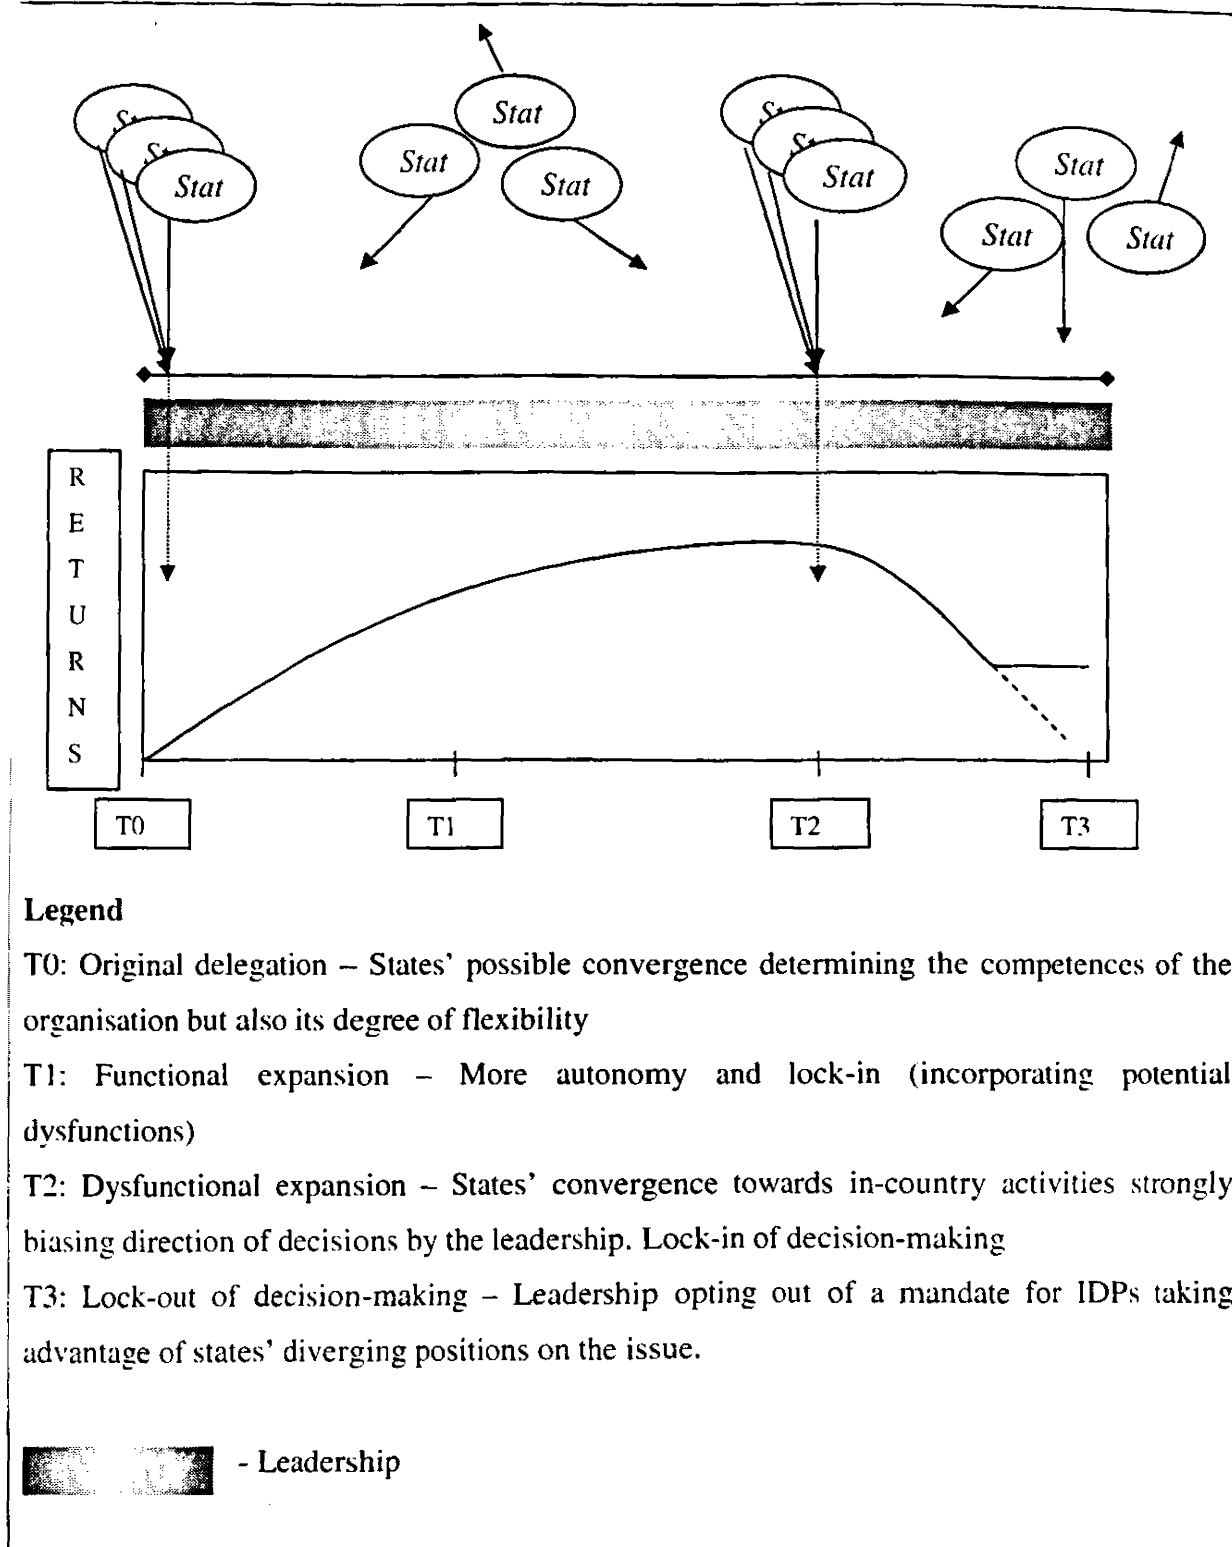 Stat
Stat
Stat
Stat
Stat
Stat
Stat
Stat
R
E
T
U
R
N
S
T0
T1
T2
T3
Legend
T0: Original delegation – States' possible convergence determining the competences of the
organisation but also its degree of flexibility
T1: Functional expansion – More autonomy and lock-in (incorporating potential
dysfunctions)
T2: Dysfunctional expansion – States' convergence towards in-country activities strongly
biasing direction of decisions by the leadership. Lock-in of decision-making
T3: Lock-out of decision-making – Leadership opting out of a mandate for IDPs taking
advantage of states' diverging positions on the issue.
- Leadership